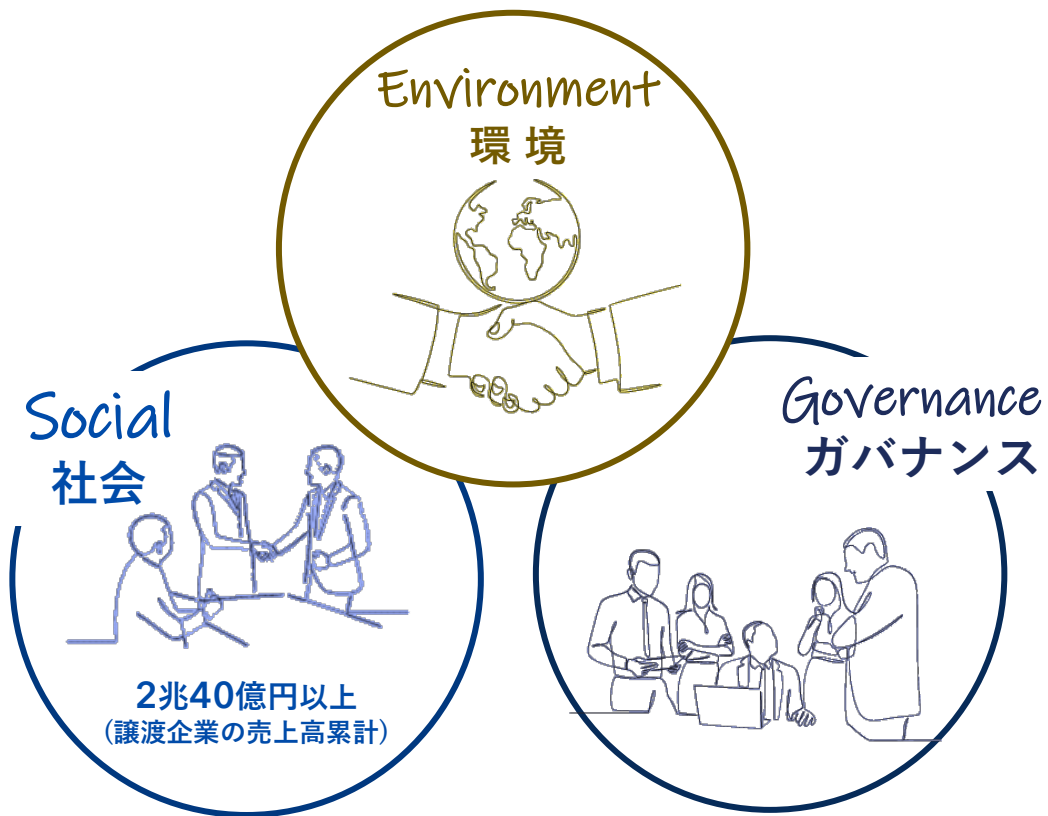 Environment
環境
Social
社会
2兆40億円以上
(譲渡企業の売上高累計)
Governance
ガバナンス